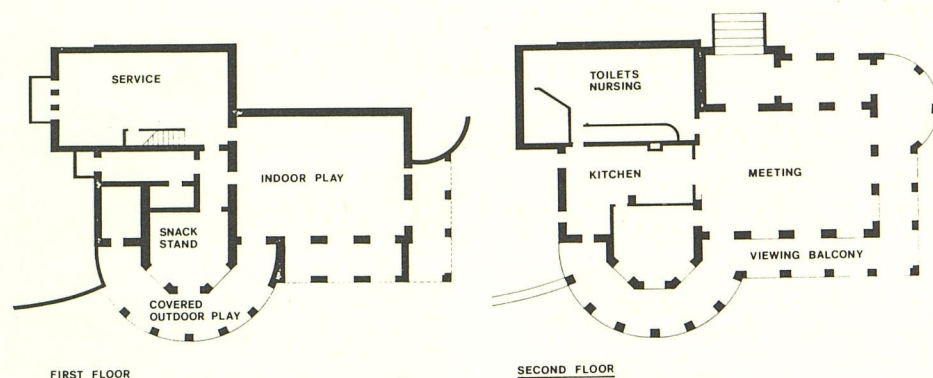 SERVICE
INDOOR PLAY
SNACK
STAND
COVERED
OUTDOOR PLAY
FIRST FLOOR
TOILETS
NURSING
KITCHEN
MEETING
VIEWING BALCONY
SECOND FLOOR